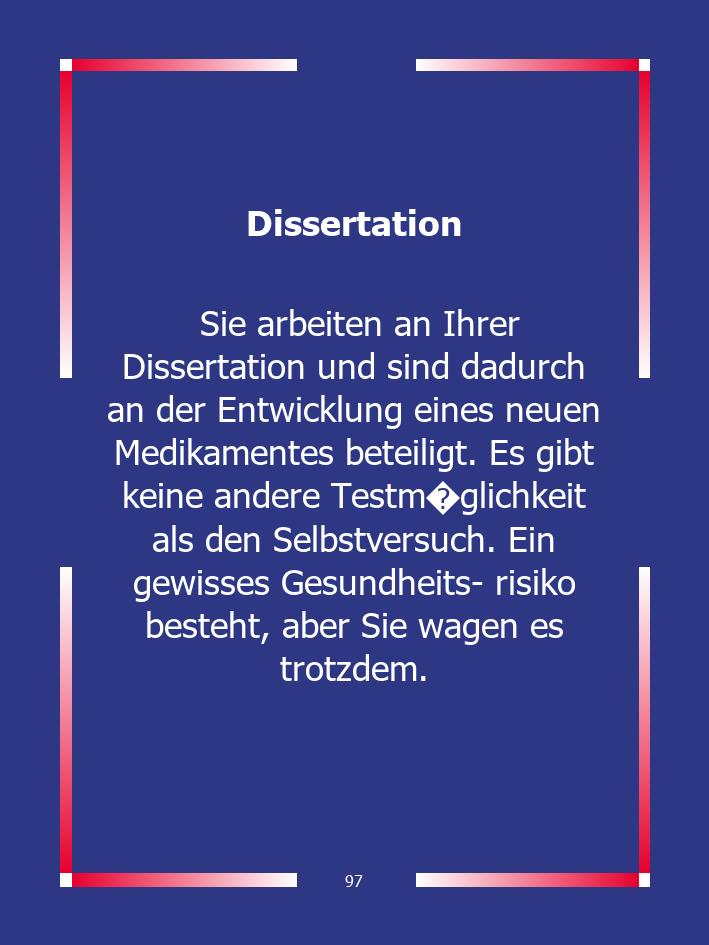 Dissertation
Sie arbeiten an Ihrer
Dissertation und sind dadurch
an der Entwicklung eines neuen
Medikamentes beteiligt. Es gibt
keine andere Testm�glichkeit
als den Selbstversuch. Ein
gewisses Gesundheits- risiko
besteht, aber Sie wagen es
trotzdem.
97